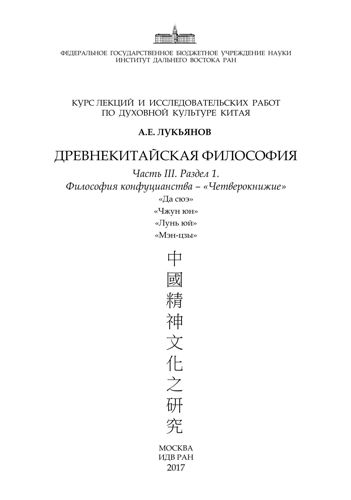 ФЕДЕРАЛЬНОЕ ГОСУДАРСТВЕННОЕ БЮДЖЕТНОЕ УЧРЕЖДЕНИЕ НАУКИ
ИНСТИТУТ ДАЛЬНЕГО ВОСТОКА РАН
КУРС ЛЕКЦИЙ И ИССЛЕДОВАТЕЛЬСКИХ РАБОТ
ПО ДУХОВНОЙ КУЛЬТУРЕ КИТАЯ
А.Е. ЛУКЬЯНОВ
ДРЕВНЕКИТАЙСКАЯ ФИЛОСОФИЯ
Часть III. Раздел 1.
Философия конфуцианства – «Четверокнижие»
«Да сюэ»
«Чжун юн»
«Лунь юй»
«Мэн-цзы»
中國精神文化之研究
МОСКВА
ИДВ РАН
2017